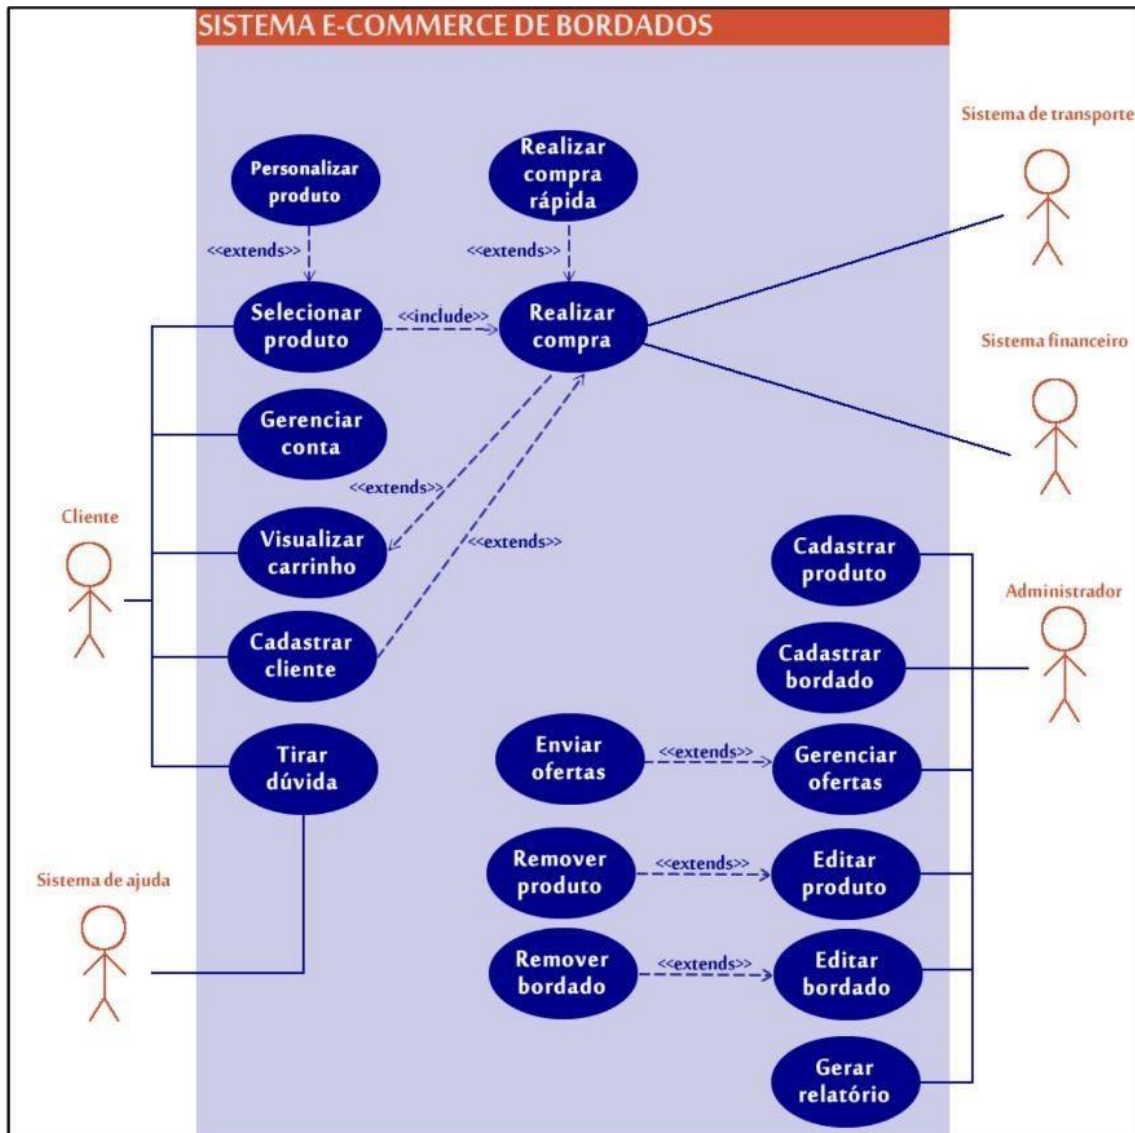 SISTEMA E-COMMERCE DE BORDADOS
Sistema de transporte
Personalizar
produto
Realizar
compra
rápida
<<extends>>
<<extends>>
Selecionar
produto
<<include>>
Realizar
compra
Sistema financeiro
Gerenciar
conta
<<extends>>
Cliente
Visualizar
carrinho
<<extends>>
Cadastrar
produto
Administrador
Cadastrar
cliente
Cadastrar
bordado
Tirar
dúvida
Enviar
ofertas
<<extends>>
Gerenciar
ofertas
Sistema de ajuda
Remover
produto
<<extends>>
Editar
produto
Remover
bordado
<<extends>>
Editar
bordado
Gerar
relatório